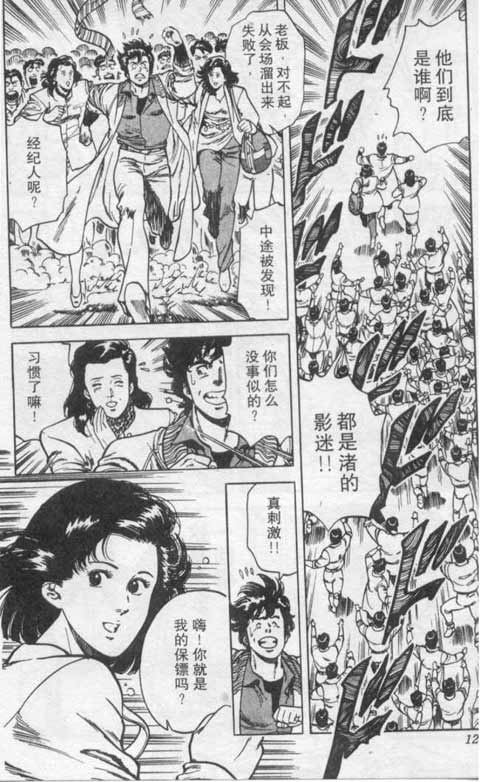 他们到底
是谁啊？
都是渚的
影迷!!
老板，对不起，
从会场溜出来
失败了，
中途被发现！
经纪人呢？
你们怎么
没事似的？
习惯了嘛！
真刺激!!
嗨！你就是
我的保镖吗？
12